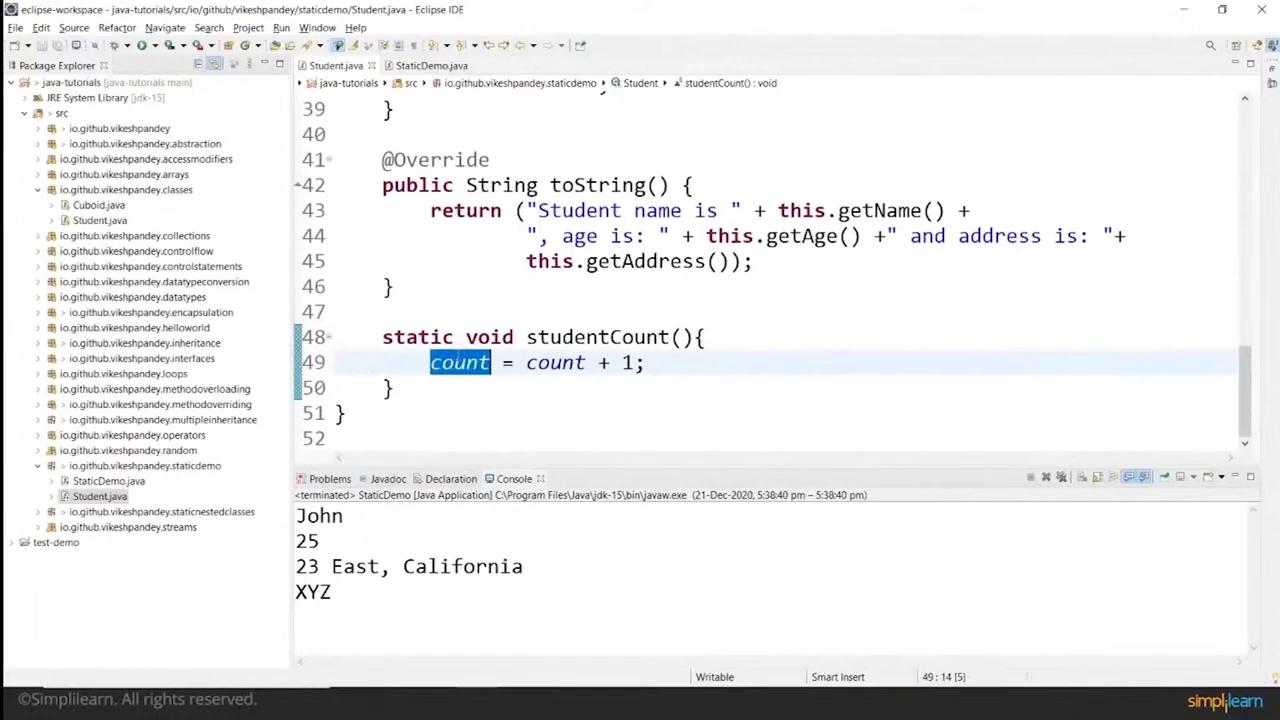 eclipse-workspace - java-tutorials/src/io/github/vikeshpandey/staticdemo/Student.java - Eclipse IDE
File Edit Source Refactor Navigate Search Project Run Window Help
Package Explorer
Student.java
StaticDemo.java
java-tutorials [java-tutorials main]
java-tutorials src io.github.vikeshpandey.staticdemo Student studentCount() : void
JRE System Library [jdk-15]
src
io.github.vikeshpandey
io.github.vikeshpandey.abstraction
io.github.vikeshpandey.accessmodifiers
io.github.vikeshpandey.arrays
io.github.vikeshpandey.classes
Cuboid.java
Student.java
io.github.vikeshpandey.collections
io.github.vikeshpandey.controlflow
io.github.vikeshpandey.controlstatements
io.github.vikeshpandey.datatypeconversion
io.github.vikeshpandey.datatypes
io.github.vikeshpandey.encapsulation
io.github.vikeshpandey.helloworld
io.github.vikeshpandey.inheritance
io.github.vikeshpandey.interfaces
io.github.vikeshpandey.loops
io.github.vikeshpandey.methodoverloading
io.github.vikeshpandey.methodoverriding
io.github.vikeshpandey.multipleinheritance
io.github.vikeshpandey.operators
io.github.vikeshpandey.random
io.github.vikeshpandey.staticdemo
StaticDemo.java
Student.java
io.github.vikeshpandey.staticnestedclasses
io.github.vikeshpandey.streams
test-demo
39 }
40
41 @Override
42 public String toString() {
43 return ("Student name is " + this.getName() +
44 ", age is: " + this.getAge() +" and address is: "+
45 this.getAddress());
46 }
47
48 static void studentCount(){
49 count = count + 1;
50 }
51 }
52
Problems Javadoc Declaration Console
<terminated> StaticDemo [Java Application] C:\Program Files\Java\jdk-15\bin\javaw.exe (21-Dec-2020, 5:38:40 pm – 5:38:40 pm)
John
25
23 East, California
XYZ
Writable Smart Insert 49 : 14 [5]
©Simplilearn. All rights reserved.
simplilearn